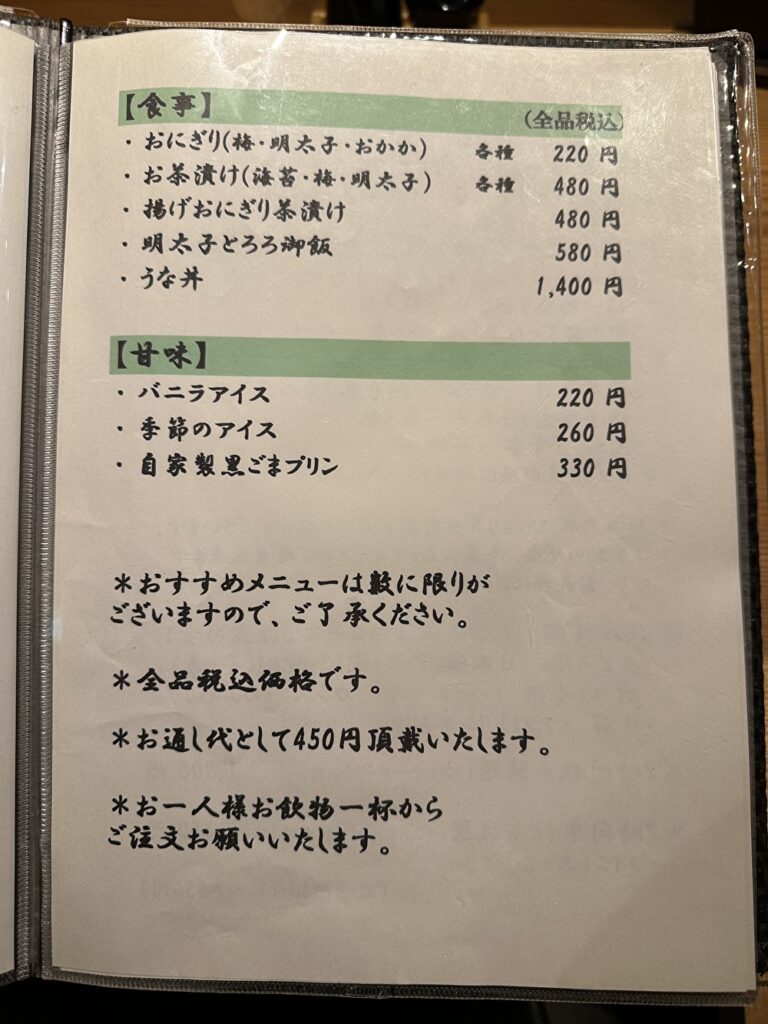 【食事】
(全品税込)
・おにぎり(梅・明太子・おかか) 各種 220 円
・お茶漬け(海苔・梅・明太子) 各種 480 円
・揚げおにぎり茶漬け 480 円
・明太子とろろ御飯 580 円
・うな丼 1,400 円
【甘味】
・バニラアイス 220 円
・季節のアイス 260 円
・自家製黒ごまプリン 330 円
＊おすすめメニューは数に限りが
ございますので、ご了承ください。
＊全品税込価格です。
＊お通し代として450円頂戴いたします。
＊お一人様お飲物一杯から
ご注文お願いいたします。